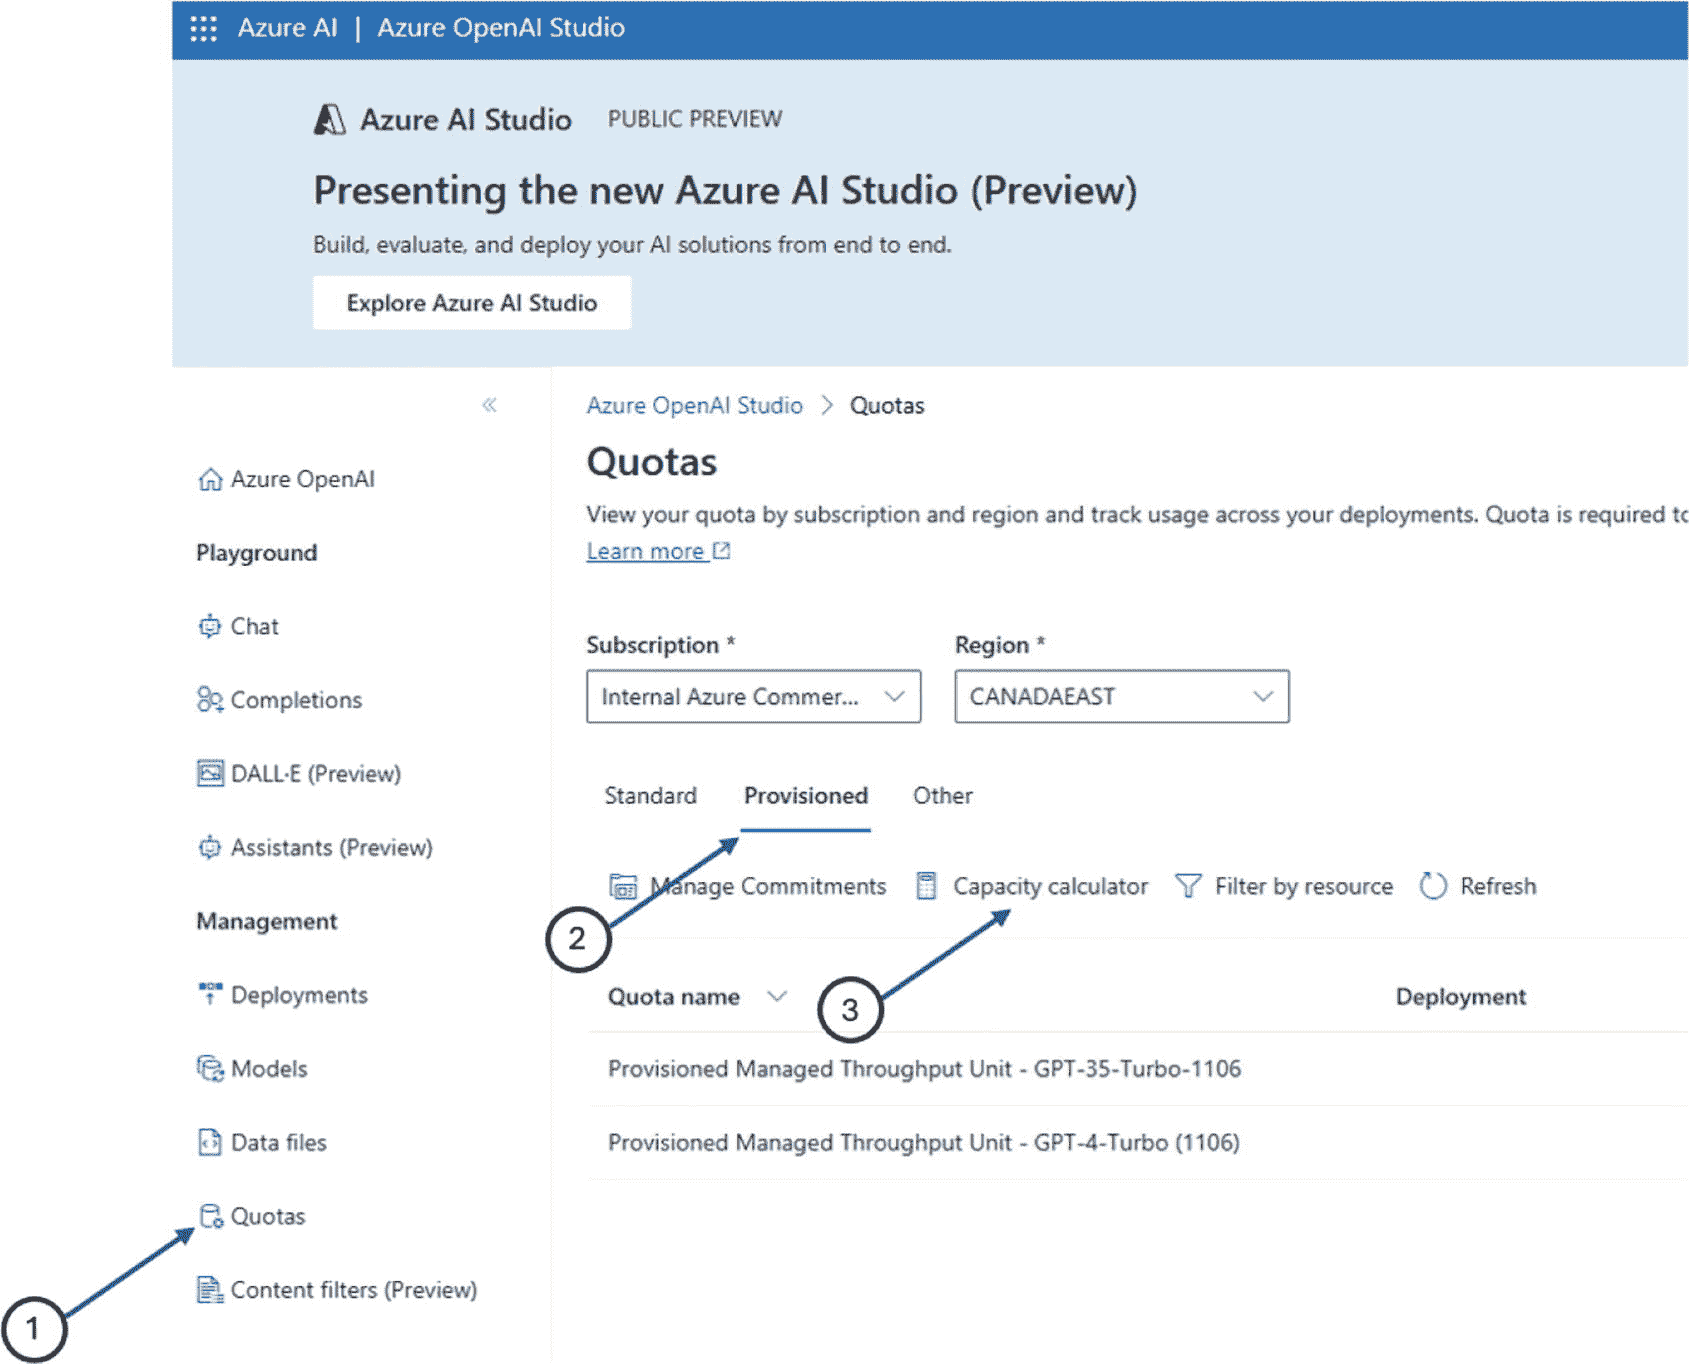 Azure AI | Azure OpenAI Studio
Azure AI Studio PUBLIC PREVIEW
Presenting the new Azure AI Studio (Preview)
Build, evaluate, and deploy your AI solutions from end to end.
Explore Azure AI Studio
Azure OpenAI
Playground
Chat
Completions
DALL·E (Preview)
Assistants (Preview)
Management
Deployments
Models
Data files
Quotas
Content filters (Preview)
1
Azure OpenAI Studio > Quotas
Quotas
View your quota by subscription and region and track usage across your deployments. Quota is required to
Learn more
Subscription * Region *
Internal Azure Commer... CANADAEAST
Standard Provisioned Other
Manage Commitments Capacity calculator Filter by resource Refresh
2
3
Quota name Deployment
Provisioned Managed Throughput Unit - GPT-35-Turbo-1106
Provisioned Managed Throughput Unit - GPT-4-Turbo (1106)